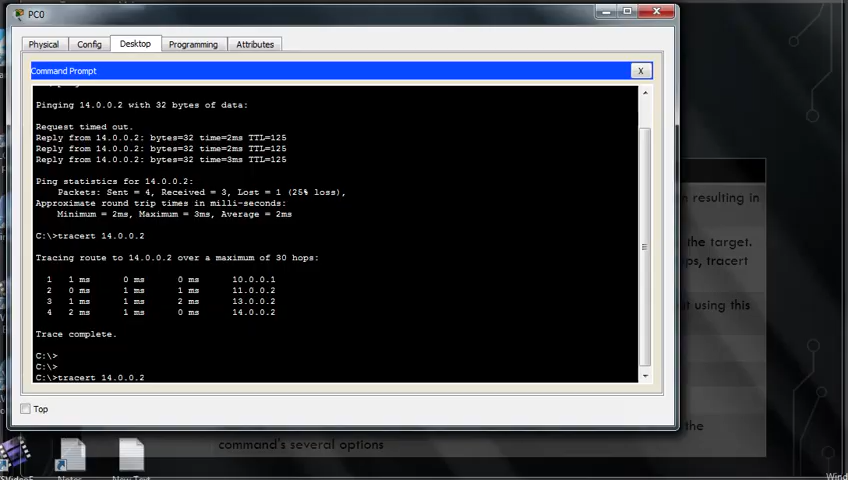 PC0
Physical Config Desktop Programming Attributes
Command Prompt X
Pinging 14.0.0.2 with 32 bytes of data:
Request timed out.
Reply from 14.0.0.2: bytes=32 time=2ms TTL=125
Reply from 14.0.0.2: bytes=32 time=2ms TTL=125
Reply from 14.0.0.2: bytes=32 time=3ms TTL=125
Ping statistics for 14.0.0.2:
Packets: Sent = 4, Received = 3, Lost = 1 (25% loss),
Approximate round trip times in milli-seconds:
Minimum = 2ms, Maximum = 3ms, Average = 2ms
C:\>tracert 14.0.0.2
Tracing route to 14.0.0.2 over a maximum of 30 hops:
1 1 ms 0 ms 0 ms 10.0.0.1
2 0 ms 1 ms 1 ms 11.0.0.2
3 1 ms 1 ms 2 ms 13.0.0.2
4 2 ms 1 ms 0 ms 14.0.0.2
Trace complete.
C:\>
C:\>
C:\>tracert 14.0.0.2
Top
resulting in
the target.
tracert
using this
the
command's several options
Notes
New Text
Wind